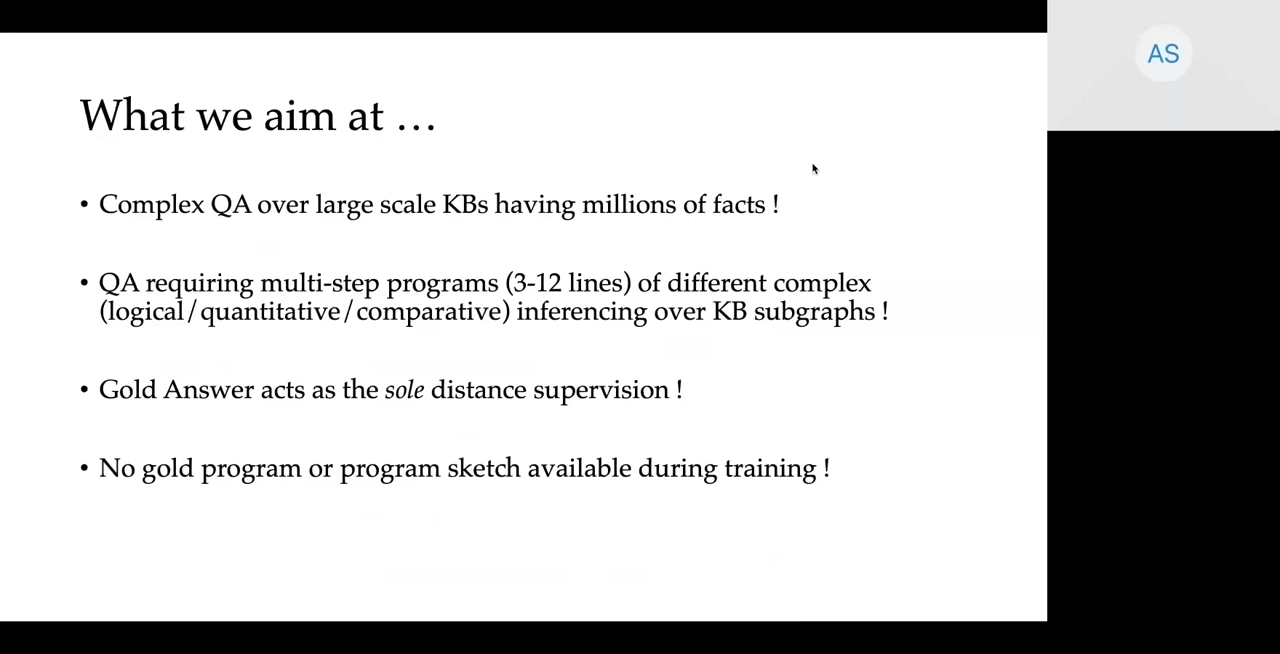 What we aim at …
• Complex QA over large scale KBs having millions of facts !
• QA requiring multi-step programs (3-12 lines) of different complex
(logical/quantitative/comparative) inferencing over KB subgraphs !
• Gold Answer acts as the sole distance supervision !
• No gold program or program sketch available during training !
AS